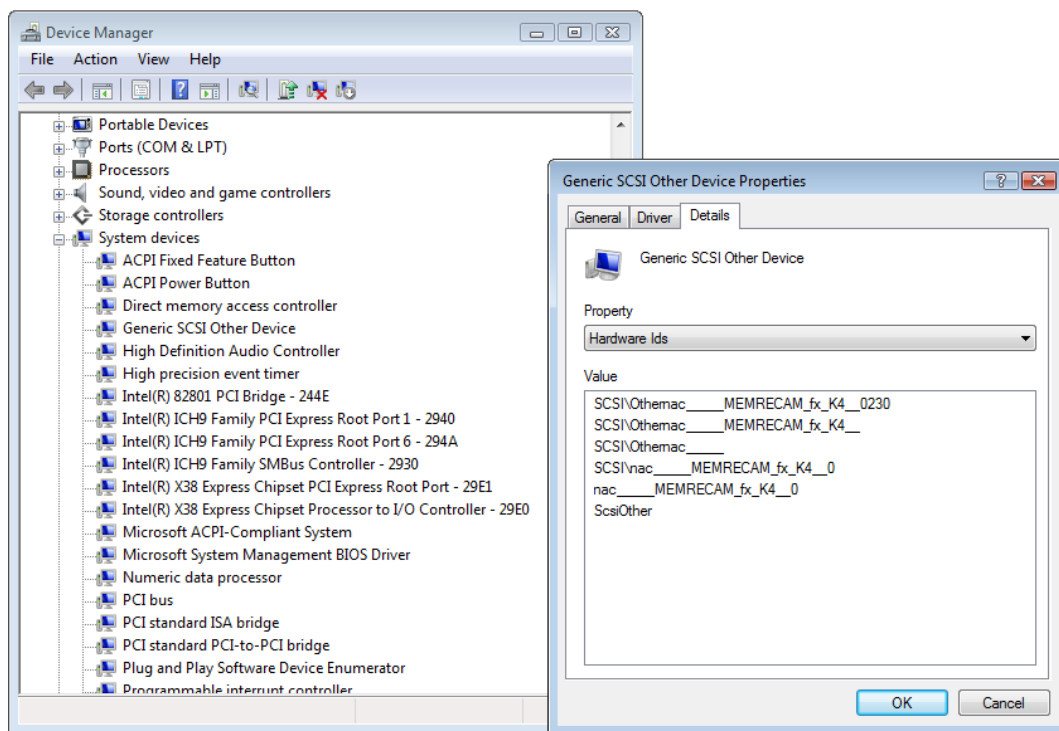 Device Manager
File Action View Help
Portable Devices
Ports (COM & LPT)
Processors
Sound, video and game controllers
Storage controllers
System devices
ACPI Fixed Feature Button
ACPI Power Button
Direct memory access controller
Generic SCSI Other Device
High Definition Audio Controller
High precision event timer
Intel(R) 82801 PCI Bridge - 244E
Intel(R) ICH9 Family PCI Express Root Port 1 - 2940
Intel(R) ICH9 Family PCI Express Root Port 6 - 294A
Intel(R) ICH9 Family SMBus Controller - 2930
Intel(R) X38 Express Chipset PCI Express Root Port - 29E1
Intel(R) X38 Express Chipset Processor to I/O Controller - 29E0
Microsoft ACPI-Compliant System
Microsoft System Management BIOS Driver
Numeric data processor
PCI bus
PCI standard ISA bridge
PCI standard PCI-to-PCI bridge
Plug and Play Software Device Enumerator
Programmable interrupt controller
Generic SCSI Other Device Properties
General Driver Details
Generic SCSI Other Device
Property
Hardware Ids
Value
SCSI\Othernac_____MEMRECAM_fx_K4__0230
SCSI\Othernac_____MEMRECAM_fx_K4__
SCSI\Othernac_____
SCSI\nac_____MEMRECAM_fx_K4__0
nac_____MEMRECAM_fx_K4__0
ScsiOther
OK Cancel